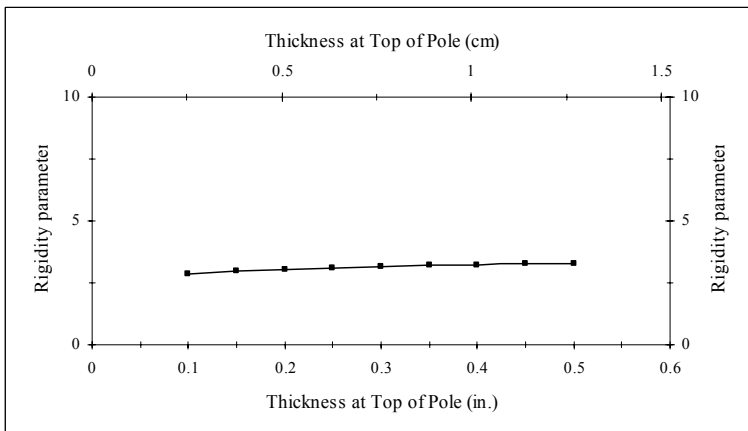 Thickness at Top of Pole (cm)
0 0.5 1 1.5
10 10
5 5
0 0
Rigidity parameter
Rigidity parameter
0 0.1 0.2 0.3 0.4 0.5 0.6
Thickness at Top of Pole (in.)